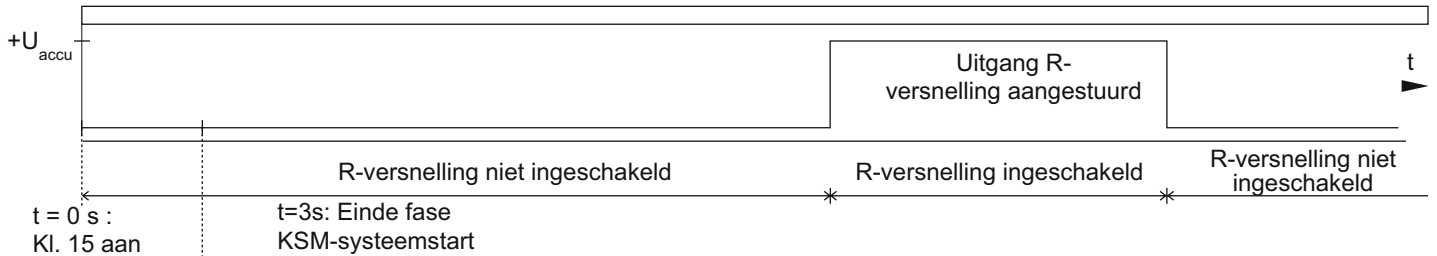 +U accu
Uitgang R-
versnelling aangestuurd
t
R-versnelling niet ingeschakeld
R-versnelling ingeschakeld
R-versnelling niet
ingeschakeld
t = 0 s :
Kl. 15 aan
t=3s: Einde fase
KSM-systeemstart